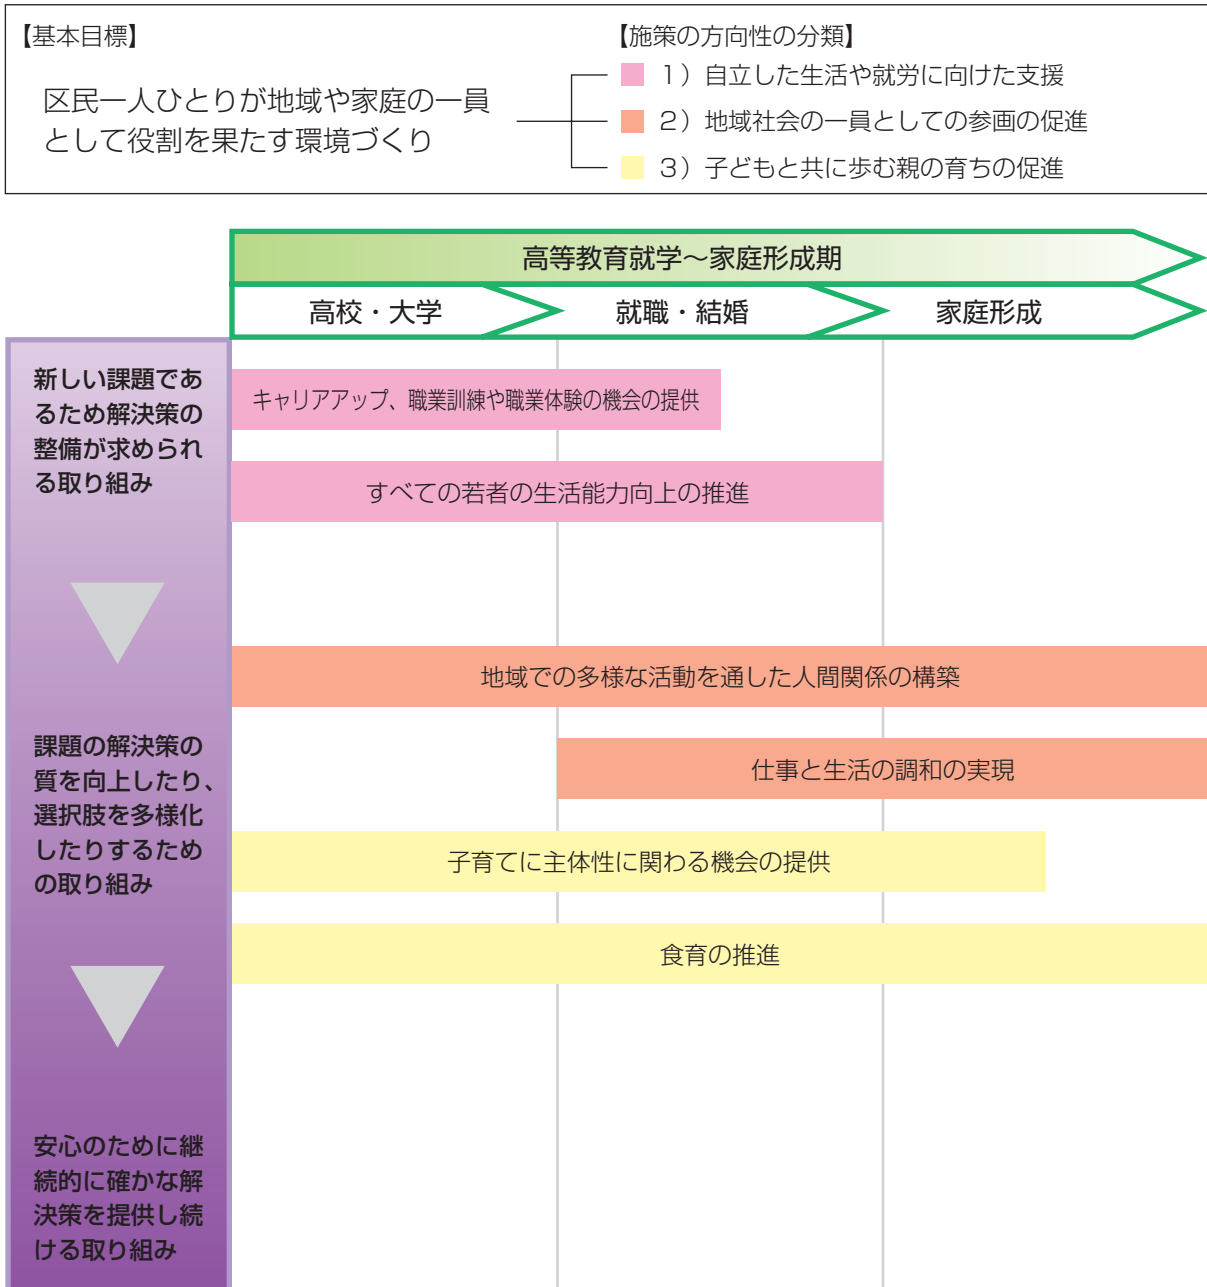 【基本目標】
区民一人ひとりが地域や家庭の一員
として役割を果たす環境づくり
【施策の方向性の分類】
1）自立した生活や就労に向けた支援
2）地域社会の一員としての参画の促進
3）子どもと共に歩む親の育ちの促進
高等教育就学～家庭形成期
高校・大学
就職・結婚
家庭形成
新しい課題であ
るため解決策の
整備が求められ
る取り組み
キャリアアップ、職業訓練や職業体験の機会の提供
すべての若者の生活能力向上の推進
地域での多様な活動を通した人間関係の構築
課題の解決策の
質を向上したり、
選択肢を多様化
したりするため
の取り組み
仕事と生活の調和の実現
子育てに主体性に関わる機会の提供
食育の推進
安心のために継
続的に確かな解
決策を提供し続
ける取り組み